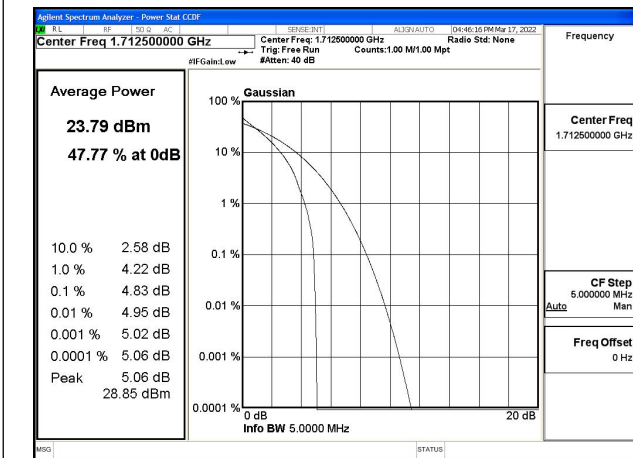 Agilent Spectrum Analyzer - Power Stat CCDF
RL RF 50 Ω AC SENSE:INT ALIGNAUTO 04:46:16 PM Mar 17, 2022
Center Freq 1.712500000 GHz
Center Freq: 1.712500000 GHz Radio Std: None
Trig: Free Run Counts:1.00 M/1.00 Mpt
#IFGain:Low #Atten: 40 dB
Frequency
Average Power
23.79 dBm
47.77 % at 0dB
10.0 % 2.58 dB
1.0 % 4.22 dB
0.1 % 4.83 dB
0.01 % 4.95 dB
0.001 % 5.02 dB
0.0001 % 5.06 dB
Peak 5.06 dB
28.85 dBm
Gaussian
100 %
10 %
1 %
0.1 %
0.01 %
0.001 %
0.0001 %
0 dB 20 dB
Info BW 5.0000 MHz
Center Freq
1.712500000 GHz
CF Step
5.000000 MHz
Auto Man
Freq Offset
0 Hz
MSG STATUS